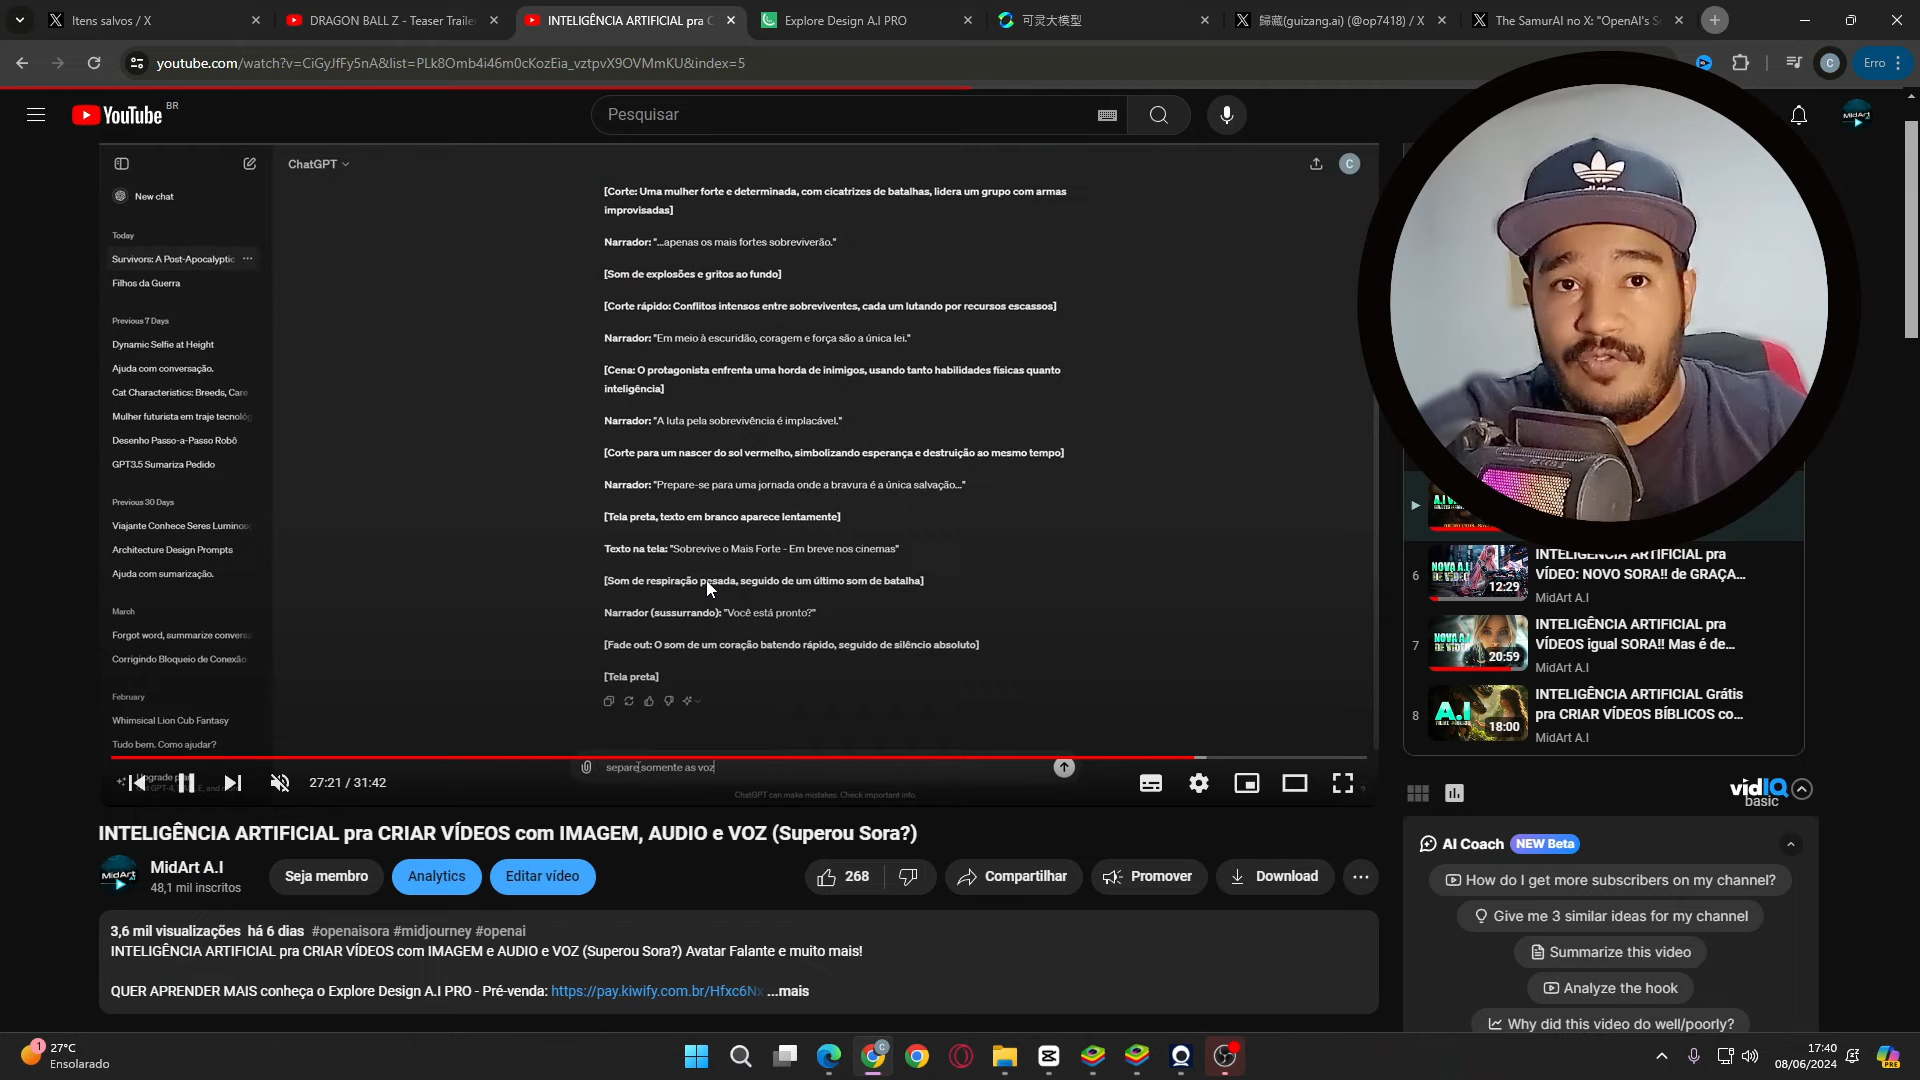 Itens salvos / X
DRAGON BALL Z - Teaser Traile
INTELIGÊNCIA ARTIFICIAL pra C
Explore Design A.I PRO
可灵大模型
歸藏(guizang.ai) (@op7418) / X
The SamurAI no X: "OpenAI's S
youtube.com/watch?v=CiGyJfFy5nA&list=PLk8Omb4i46m0cKozEia_vztpvX9OVMmKU&index=5
C
Erro
YouTube BR
Pesquisar
MidArt
ChatGPT
C
New chat
Today
Survivors: A Post-Apocalyptic
Filhos da Guerra
Previous 7 Days
Dynamic Selfie at Height
Ajuda com conversação.
Cat Characteristics: Breeds, Care
Mulher futurista em traje tecnológ
Desenho Passo-a-Passo Robô
GPT3.5 Sumariza Pedido
Previous 30 Days
Viajante Conhece Seres Luminos
Architecture Design Prompts
Ajuda com sumarização.
March
Forgot word, summarize convers
Corrigindo Bloqueio de Conexão
February
Whimsical Lion Cub Fantasy
Tudo bem. Como ajudar?
[Corte: Uma mulher forte e determinada, com cicatrizes de batalhas, lidera um grupo com armas
improvisadas]
Narrador: "...apenas os mais fortes sobreviverão."
[Som de explosões e gritos ao fundo]
[Corte rápido: Conflitos intensos entre sobreviventes, cada um lutando por recursos escassos]
Narrador: "Em meio à escuridão, coragem e força são a única lei."
[Cena: O protagonista enfrenta uma horda de inimigos, usando tanto habilidades físicas quanto
inteligência]
Narrador: "A luta pela sobrevivência é implacável."
[Corte para um nascer do sol vermelho, simbolizando esperança e destruição ao mesmo tempo]
Narrador: "Prepare-se para uma jornada onde a bravura é a única salvação..."
[Tela preta, texto em branco aparece lentamente]
Texto na tela: "Sobrevive o Mais Forte - Em breve nos cinemas"
[Som de respiração pesada, seguido de um último som de batalha]
Narrador (sussurrando): "Você está pronto?"
[Fade out: O som de um coração batendo rápido, seguido de silêncio absoluto]
[Tela preta]
separe somente as voz
ChatGPT can make mistakes. Check important info.
27:21 / 31:42
adidas
6
NOVA A.I
12:29
INTELIGÊNCIA ARTIFICIAL pra
VÍDEO: NOVO SORA!! de GRAÇA...
MidArt A.I
7
NOVA A.I
20:59
INTELIGÊNCIA ARTIFICIAL pra
VÍDEOS igual SORA!! Mas é de...
MidArt A.I
8
A.I
18:00
INTELIGÊNCIA ARTIFICIAL Grátis
pra CRIAR VÍDEOS BÍBLICOS co...
MidArt A.I
INTELIGÊNCIA ARTIFICIAL pra CRIAR VÍDEOS com IMAGEM, AUDIO e VOZ (Superou Sora?)
MidArt
MidArt A.I
48,1 mil inscritos
Seja membro
Analytics
Editar vídeo
268
Compartilhar
Promover
Download
3,6 mil visualizações há 6 dias #openaisora #midjourney #openai
INTELIGÊNCIA ARTIFICIAL pra CRIAR VÍDEOS com IMAGEM e AUDIO e VOZ (Superou Sora?) Avatar Falante e muito mais!
QUER APRENDER MAIS conheça o Explore Design A.I PRO - Pré-venda: https://pay.kiwify.com.br/Hfxc6Nx ...mais
vidIQ
basic
AI Coach NEW Beta
How do I get more subscribers on my channel?
Give me 3 similar ideas for my channel
Summarize this video
Analyze the hook
Why did this video do well/poorly?
1
27°C
Ensolarado
C
17:40
08/06/2024
PRE